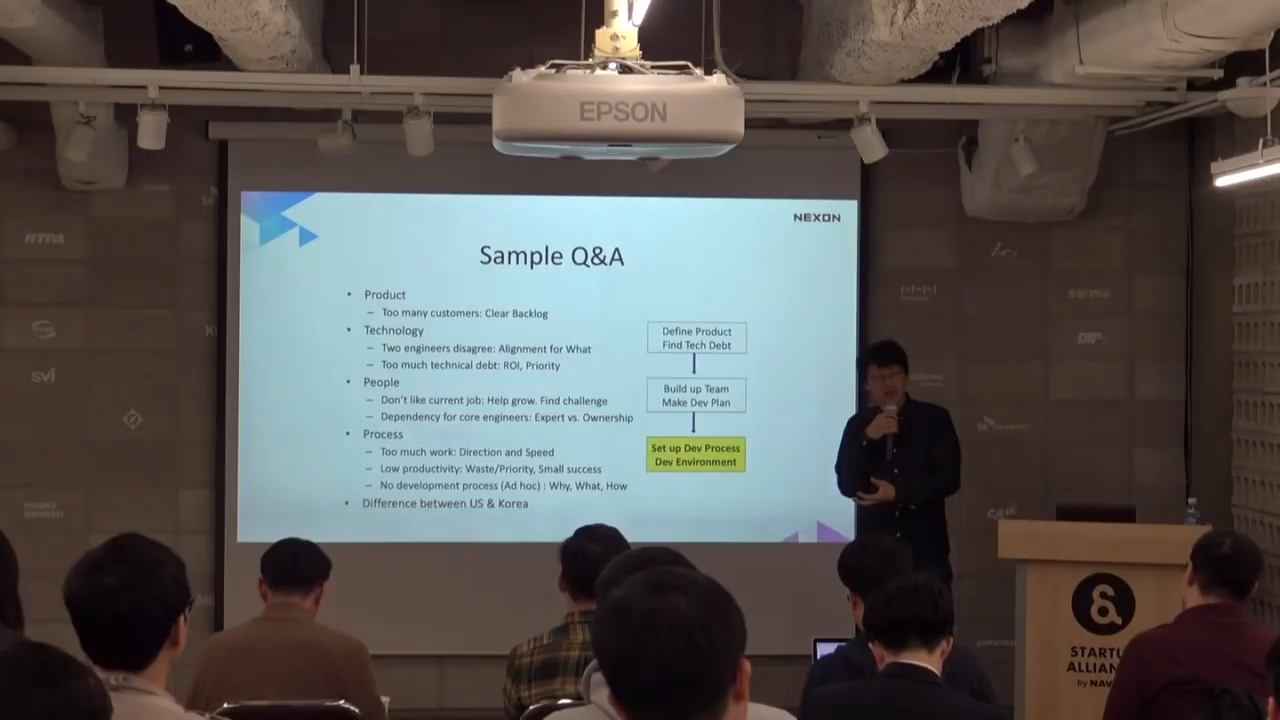 EPSON
NEXON
Sample Q&A
• Product
– Too many customers: Clear Backlog
• Technology
– Two engineers disagree: Alignment for What
– Too much technical debt: ROI, Priority
• People
– Don't like current job: Help grow. Find challenge
– Dependency for core engineers: Expert vs. Ownership
• Process
– Too much work: Direction and Speed
– Low productivity: Waste/Priority, Small success
– No development process (Ad hoc) : Why, What, How
• Difference between US & Korea
Define Product
Find Tech Debt
Build up Team
Make Dev Plan
Set up Dev Process
Dev Environment
RTPA
SVI
DIP
STARTU
ALLIAN
by NAV